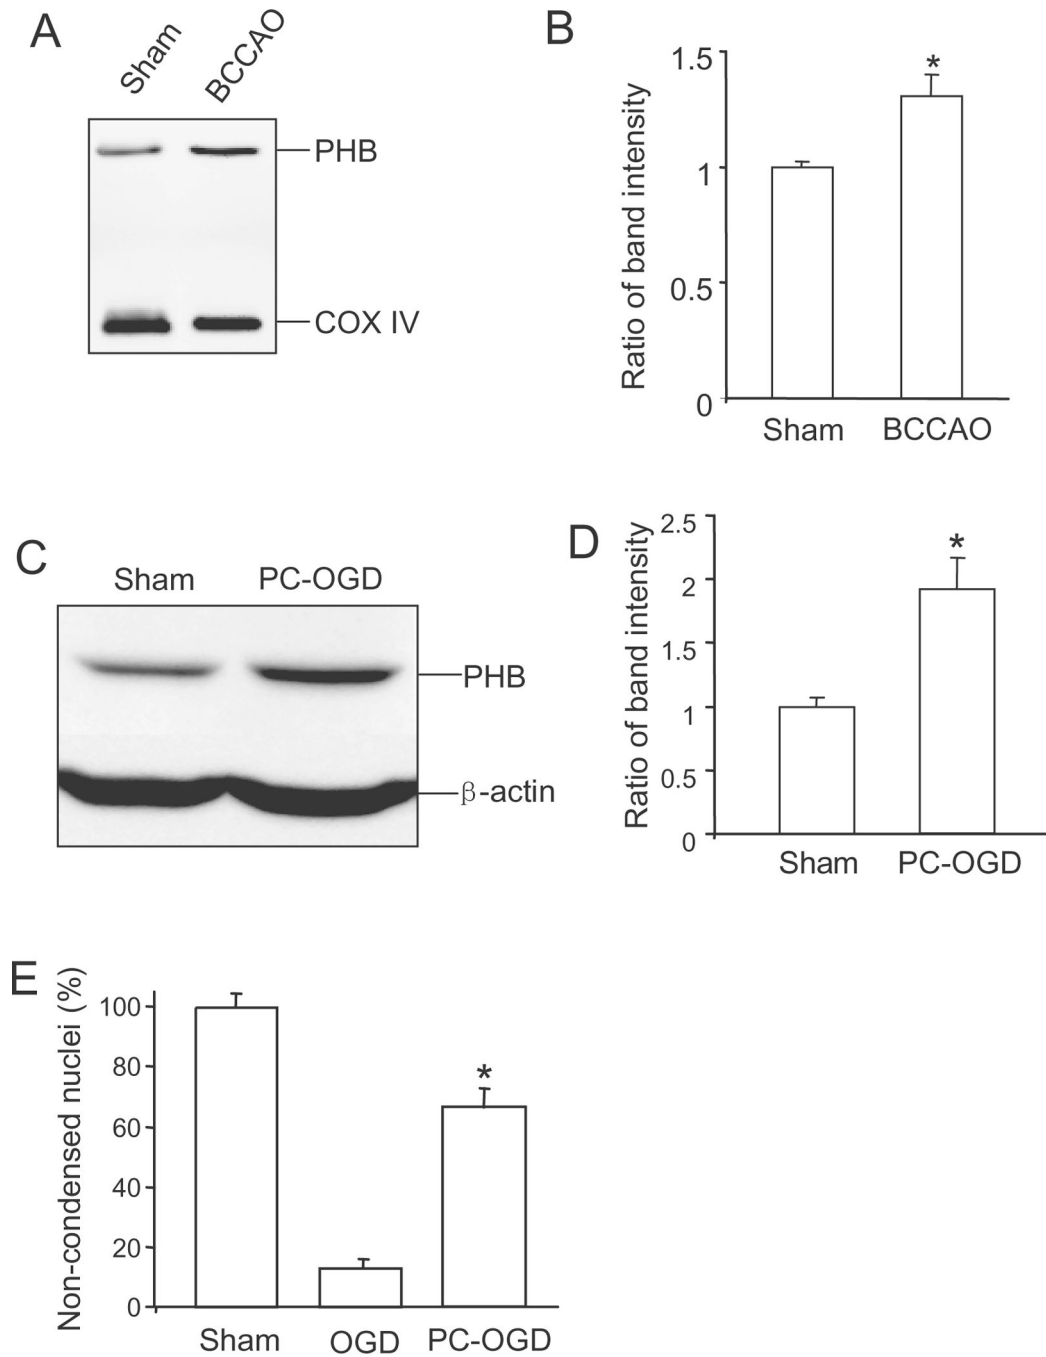 A
Sham
BCCAO
PHB
COX IV
B
Ratio of band intensity
1.5
1
0.5
0
*
Sham
BCCAO
C
Sham
PC-OGD
PHB
β-actin
D
Ratio of band intensity
2.5
2
1.5
1
0.5
0
*
Sham
PC-OGD
E
Non-condensed nuclei (%)
100
80
60
40
20
0
*
Sham
OGD
PC-OGD